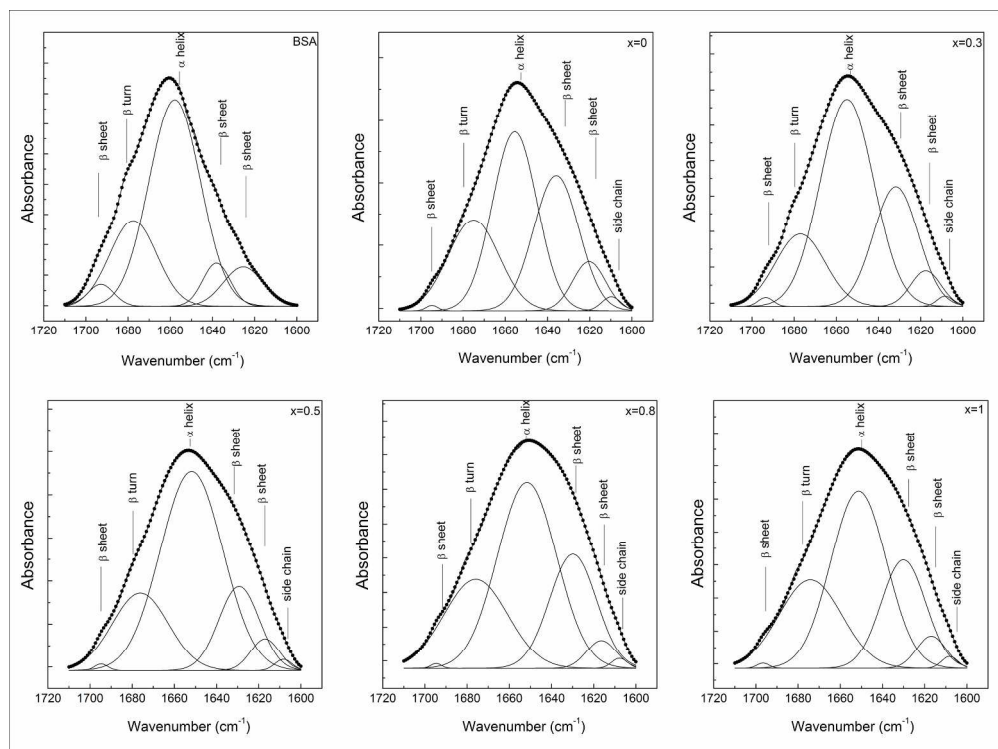 BSA
β sheet
β turn
α helix
β sheet
β sheet
Absorbance
1720 1700 1680 1660 1640 1620 1600
Wavenumber (cm⁻¹)
x=0
β sheet
β turn
α helix
β sheet
β sheet
side chain
Absorbance
1720 1700 1680 1660 1640 1620 1600
Wavenumber (cm⁻¹)
x=0.3
β sheet
β turn
α helix
β sheet
β sheet
side chain
Absorbance
1720 1700 1680 1660 1640 1620 1600
Wavenumber (cm⁻¹)
x=0.5
β sheet
β turn
α helix
β sheet
β sheet
side chain
Absorbance
1720 1700 1680 1660 1640 1620 1600
Wavenumber (cm⁻¹)
x=0.8
β sheet
β turn
α helix
β sheet
β sheet
side chain
Absorbance
1720 1700 1680 1660 1640 1620 1600
Wavenumber (cm⁻¹)
x=1
β sheet
β turn
α helix
β sheet
β sheet
side chain
Absorbance
1720 1700 1680 1660 1640 1620 1600
Wavenumber (cm⁻¹)